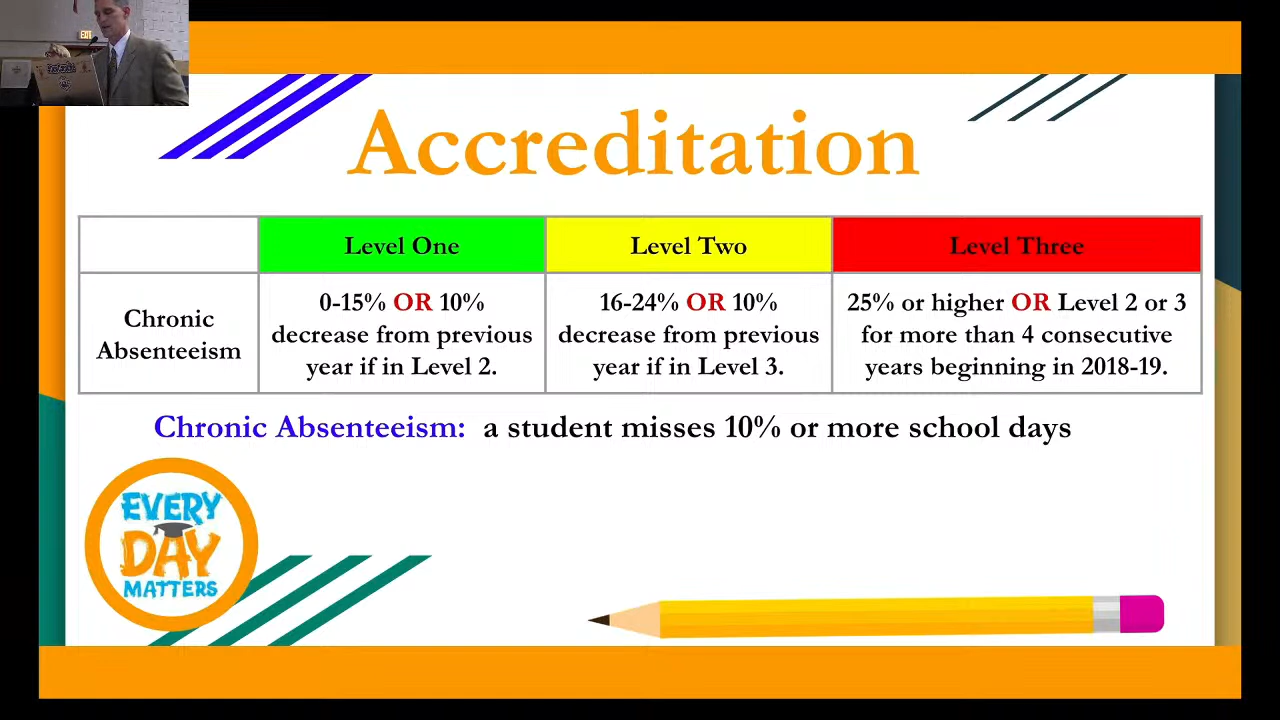 EXIT
Accreditation
Level One
Level Two
Level Three
Chronic
Absenteeism
0-15% OR 10%
decrease from previous
year if in Level 2.
16-24% OR 10%
decrease from previous
year if in Level 3.
25% or higher OR Level 2 or 3
for more than 4 consecutive
years beginning in 2018-19.
Chronic Absenteeism: a student misses 10% or more school days
EVERY
DAY
MATTERS